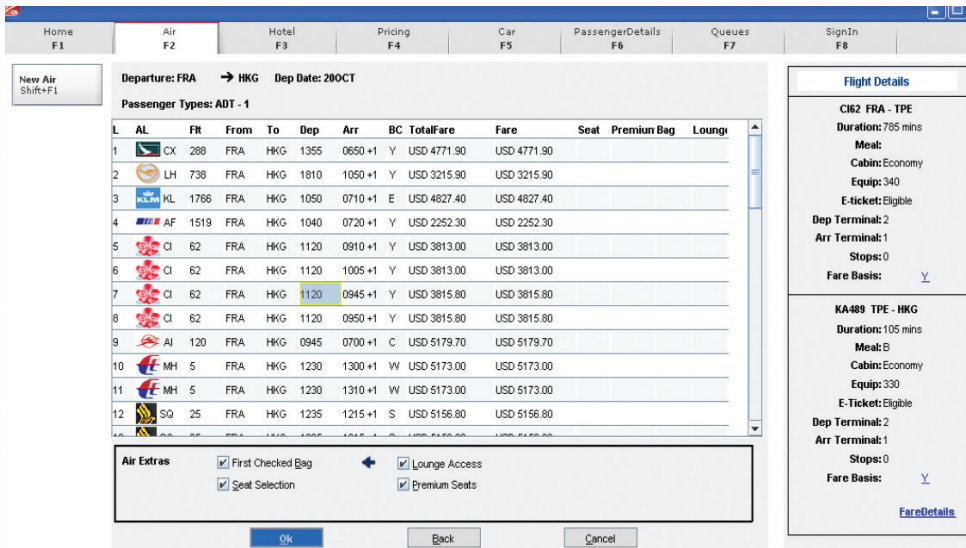 Home Air Hotel Pricing Car PassengerDetails Queues SignIn
F1 F2 F3 F4 F5 F6 F7 F8
New Air
Shift+F1
Departure: FRA → HKG Dep Date: 20OCT
Passenger Types: ADT - 1
L AL Flt From To Dep Arr BC TotalFare Fare Seat Premiun Bag Lounge
1 CX 288 FRA HKG 1355 0650 +1 Y USD 4771.90 USD 4771.90
2 LH 738 FRA HKG 1810 1050 +1 Y USD 3215.90 USD 3215.90
3 KLM KL 1766 FRA HKG 1050 0710 +1 E USD 4827.40 USD 4827.40
4 AF 1519 FRA HKG 1040 0720 +1 Y USD 2252.30 USD 2252.30
5 CI 62 FRA HKG 1120 0910 +1 Y USD 3813.00 USD 3813.00
6 CI 62 FRA HKG 1120 1005 +1 Y USD 3813.00 USD 3813.00
7 CI 62 FRA HKG 1120 0945 +1 Y USD 3815.80 USD 3815.80
8 CI 62 FRA HKG 1120 0950 +1 Y USD 3815.80 USD 3815.80
9 AI 120 FRA HKG 0945 0700 +1 C USD 5179.70 USD 5179.70
10 MH 5 FRA HKG 1230 1300 +1 W USD 5173.00 USD 5173.00
11 MH 5 FRA HKG 1230 1310 +1 W USD 5173.00 USD 5173.00
12 SQ 25 FRA HKG 1235 1215 +1 S USD 5156.80 USD 5156.80
Air Extras First Checked Bag Lounge Access
Seat Selection Premium Seats
Ok Back Cancel
Flight Details
CI62 FRA - TPE
Duration: 785 mins
Meal:
Cabin: Economy
Equip: 340
E-ticket: Eligible
Dep Terminal: 2
Arr Terminal: 1
Stops: 0
Fare Basis: Y
KA489 TPE - HKG
Duration: 105 mins
Meal: B
Cabin: Economy
Equip: 330
E-Ticket: Eligible
Dep Terminal: 2
Arr Terminal: 1
Stops: 0
Fare Basis: Y
FareDetails